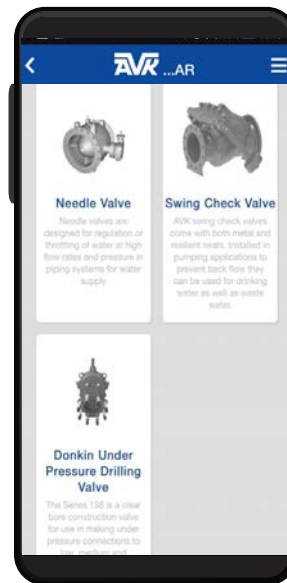 AVK ...AR
Needle Valve
Needle valves are
designed for regulation or
throttling of water at high
flow rates and pressure in
piping systems for water
supply
Swing Check Valve
AVK swing check valves
come with both metal and
resilient seats. Installed in
pumping applications to
prevent back flow they
can be used for drinking
water as well as waste
water.
Donkin Under
Pressure Drilling
Valve
The Series 158 is a clear
bore construction valve
for use in making under
pressure connections to
low, medium and